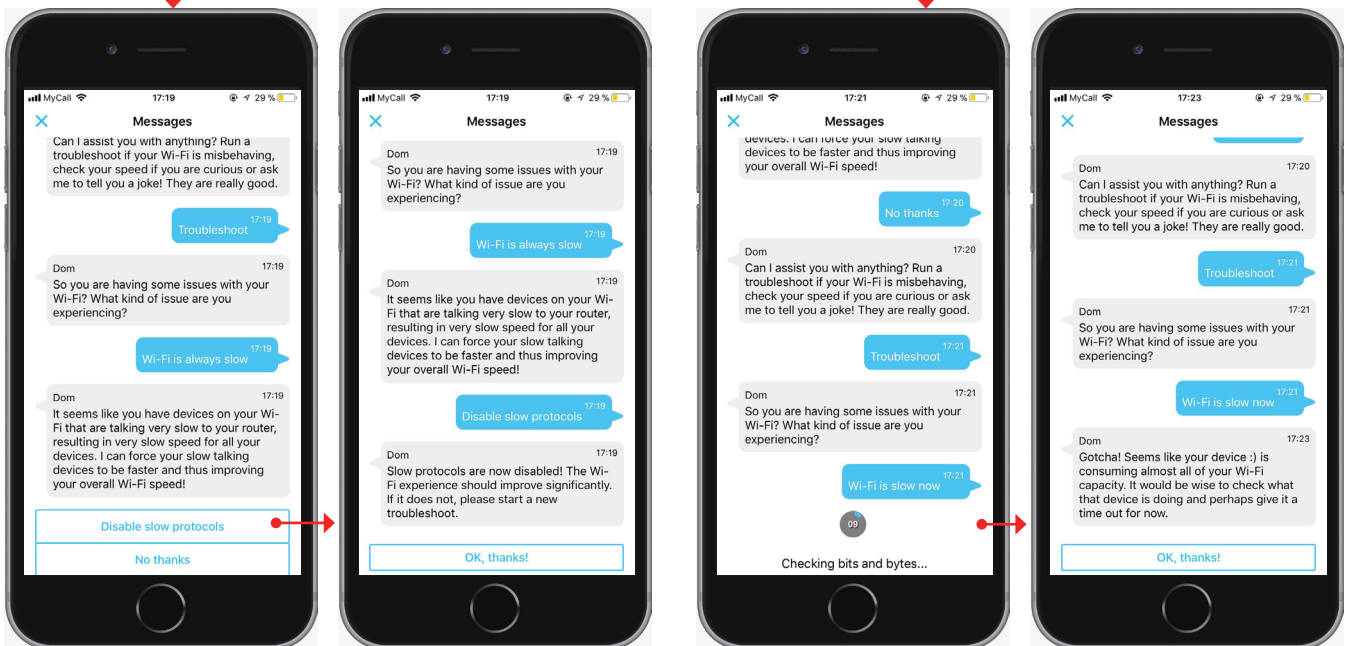 MyCall 17:19 29 %
Messages
Can I assist you with anything? Run a
troubleshoot if your Wi-Fi is misbehaving,
check your speed if you are curious or ask
me to tell you a joke! They are really good.
17:19
Troubleshoot
Dom 17:19
So you are having some issues with your
Wi-Fi? What kind of issue are you
experiencing?
17:19
Wi-Fi is always slow
Dom 17:19
It seems like you have devices on your Wi-
Fi that are talking very slow to your router,
resulting in very slow speed for all your
devices. I can force your slow talking
devices to be faster and thus improving
your overall Wi-Fi speed!
Disable slow protocols
No thanks
MyCall 17:19 29 %
Messages
Dom 17:19
So you are having some issues with your
Wi-Fi? What kind of issue are you
experiencing?
17:19
Wi-Fi is always slow
Dom 17:19
It seems like you have devices on your Wi-
Fi that are talking very slow to your router,
resulting in very slow speed for all your
devices. I can force your slow talking
devices to be faster and thus improving
your overall Wi-Fi speed!
17:19
Disable slow protocols
Dom 17:19
Slow protocols are now disabled! The Wi-
Fi experience should improve significantly.
If it does not, please start a new
troubleshoot.
OK, thanks!
MyCall 17:21 29 %
Messages
devices. I can force your slow talking
devices to be faster and thus improving
your overall Wi-Fi speed!
17:20
No thanks
Dom 17:20
Can I assist you with anything? Run a
troubleshoot if your Wi-Fi is misbehaving,
check your speed if you are curious or ask
me to tell you a joke! They are really good.
17:21
Troubleshoot
Dom 17:21
So you are having some issues with your
Wi-Fi? What kind of issue are you
experiencing?
17:21
Wi-Fi is slow now
09
Checking bits and bytes...
MyCall 17:23 29 %
Messages
Dom 17:20
Can I assist you with anything? Run a
troubleshoot if your Wi-Fi is misbehaving,
check your speed if you are curious or ask
me to tell you a joke! They are really good.
17:21
Troubleshoot
Dom 17:21
So you are having some issues with your
Wi-Fi? What kind of issue are you
experiencing?
17:21
Wi-Fi is slow now
Dom 17:23
Gotcha! Seems like your device :) is
consuming almost all of your Wi-Fi
capacity. It would be wise to check what
that device is doing and perhaps give it a
time out for now.
OK, thanks!